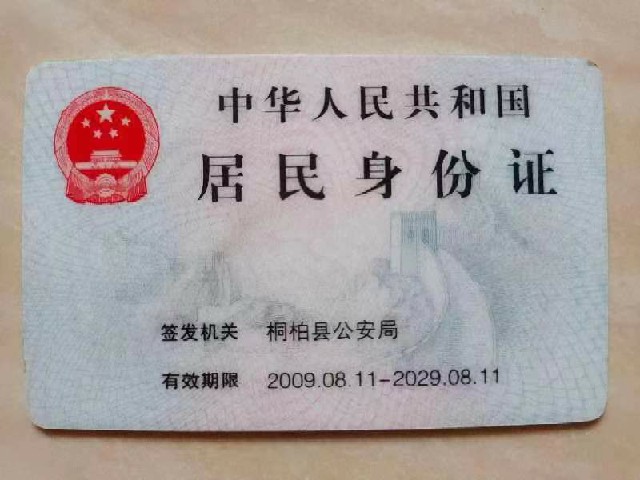 中华人民共和国
居民身份证
签发机关 桐柏县公安局
有效期限 2009.08.11-2029.08.11